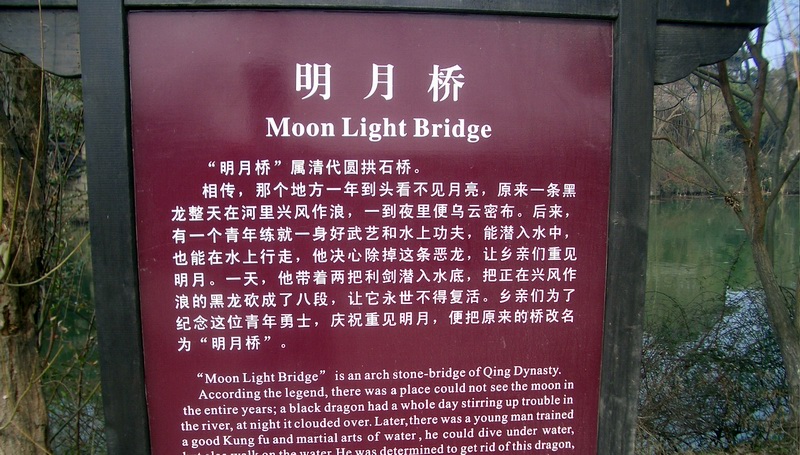 明月桥
Moon Light Bridge
“明月桥”属清代圆拱石桥。
相传，那个地方一年到头看不见月亮，原来一条黑
龙整天在河里兴风作浪，一到夜里便乌云密布。后来，
有一个青年练就一身好武艺和水上功夫，能潜入水中，
也能在水上行走，他决心除掉这条恶龙，让乡亲们重见
明月。一天，他带着两把利剑潜入水底，把正在兴风作
浪的黑龙砍成了八段，让它永世不得复活。乡亲们为了
纪念这位青年勇士，庆祝重见明月，便把原来的桥改名
为“明月桥”。
“Moon Light Bridge” is an arch stone-bridge of Qing Dynasty.
According the legend, there was a place could not see the moon in
the entire years; a black dragon had a whole day stirring up trouble in
the river, at night it clouded over. Later, there was a young man trained
a good Kung fu and martial arts of water, he could dive under water,
but also walk on the water. He was determined to get rid of this dragon,